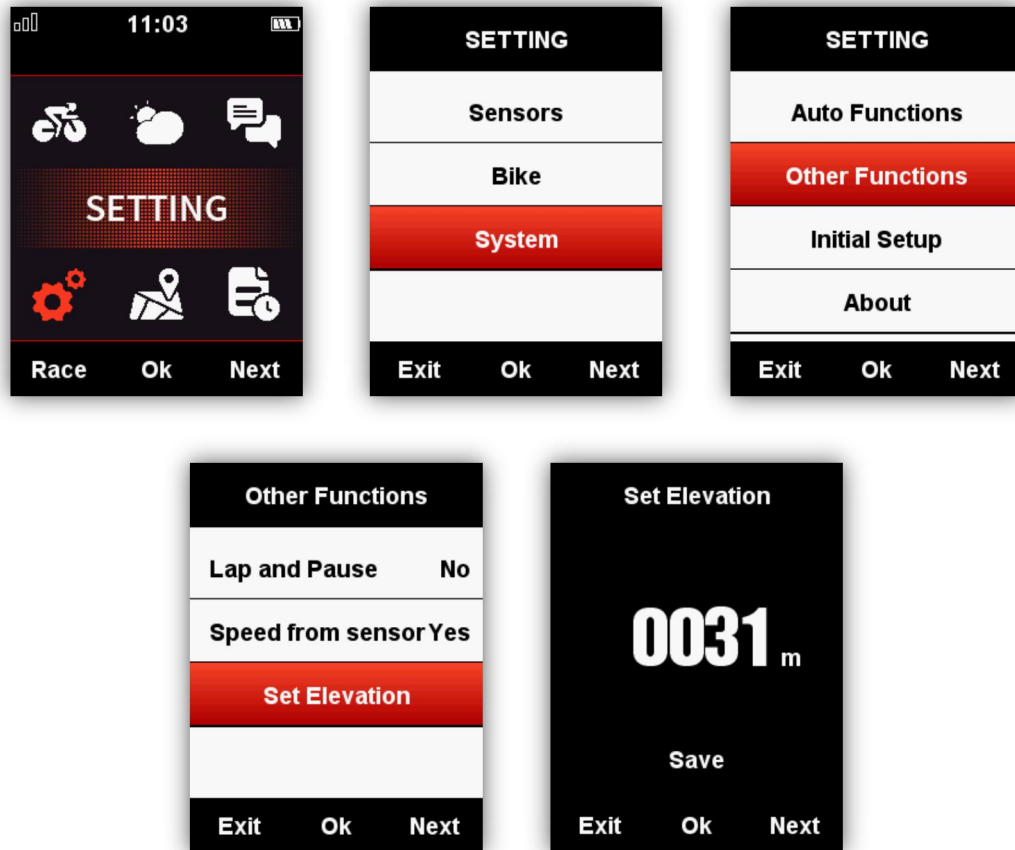 11:03
SETTING
Race Ok Next
SETTING
Sensors
Bike
System
Exit Ok Next
SETTING
Auto Functions
Other Functions
Initial Setup
About
Exit Ok Next
Other Functions
Lap and Pause No
Speed from sensor Yes
Set Elevation
Exit Ok Next
Set Elevation
0031 m
Save
Exit Ok Next